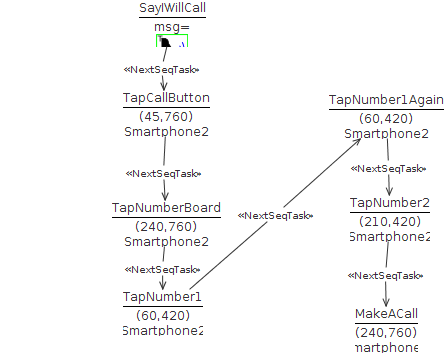 SayIWillCall
msg=
«NextSeqTask»
TapCallButton
(45,760)
Smartphone2
TapNumberBoard
(240,760)
Smartphone2
«NextSeqTask»
TapNumber1
(60,420)
Smartphone2
«NextSeqTask»
TapNumber1Again
(60,420)
Smartphone2
«NextSeqTask»
TapNumber2
(210,420)
Smartphone2
«NextSeqTask»
MakeACall
(240,760)
martphone
«NextSeqTask»